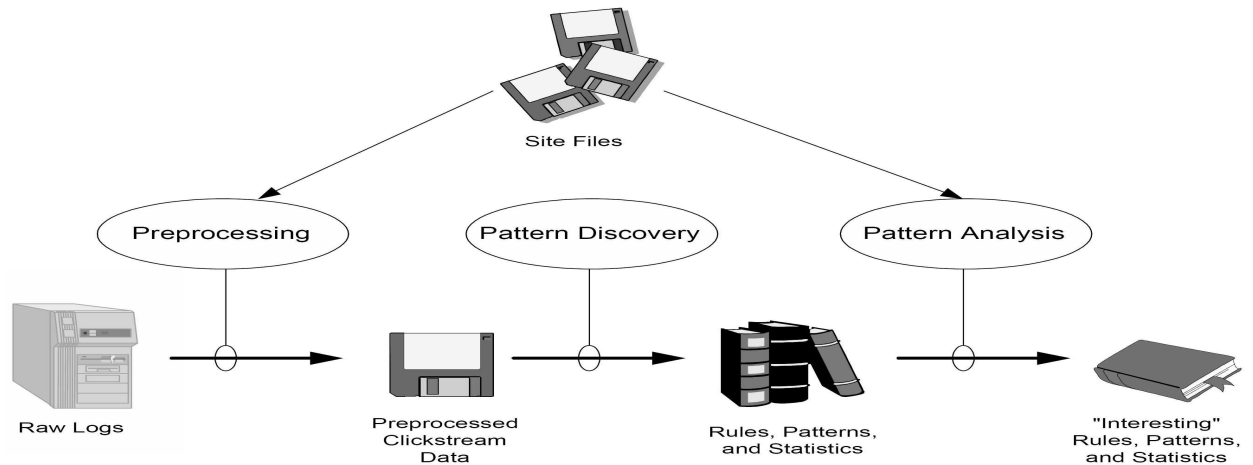 Site Files
Preprocessing
Pattern Discovery
Pattern Analysis
Raw Logs
Preprocessed
Clickstream
Data
Rules, Patterns,
and Statistics
"Interesting"
Rules, Patterns,
and Statistics